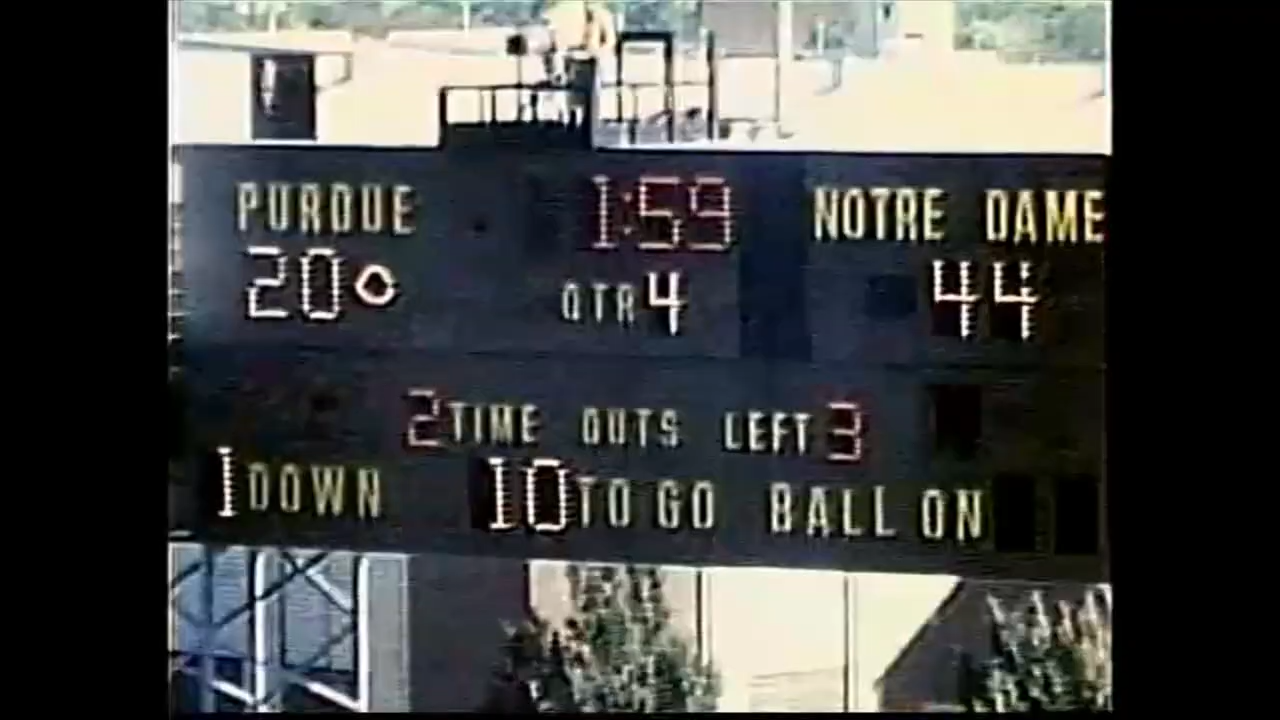 PURDUE 1:59 NOTRE DAME
20 QTR 4 44
2 TIME OUTS LEFT 3
1 DOWN 10 TO GO BALL ON